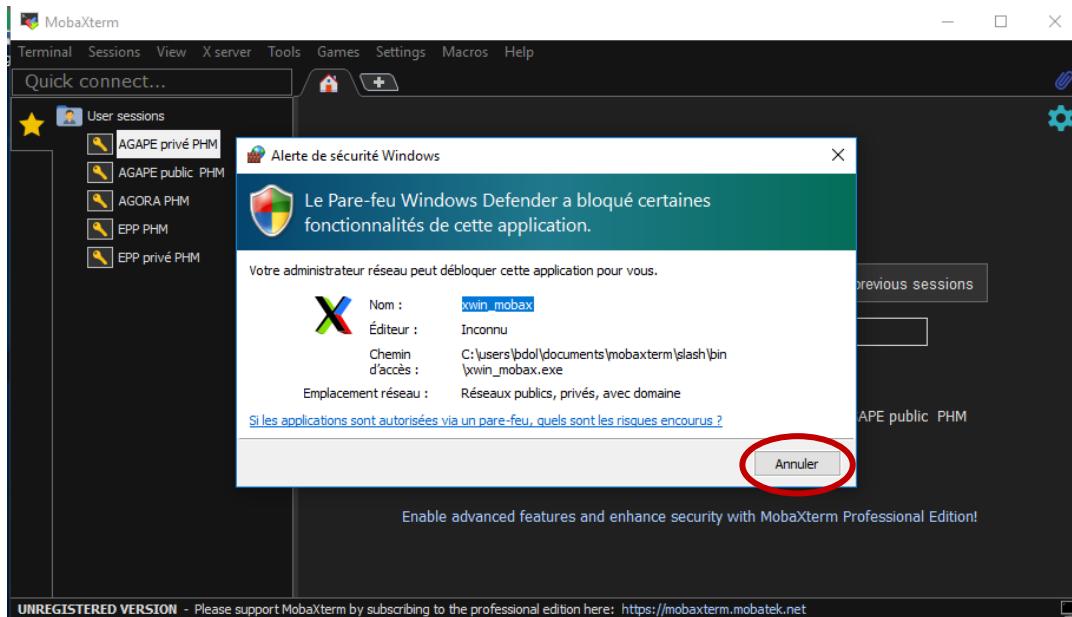 MobaXterm
Terminal Sessions View X server Tools Games Settings Macros Help
Quick connect...
User sessions
AGAPE privé PHM
AGAPE public PHM
AGORA PHM
EPP PHM
EPP privé PHM
Alerte de sécurité Windows
Le Pare-feu Windows Defender a bloqué certaines
fonctionnalités de cette application.
Votre administrateur réseau peut débloquer cette application pour vous.
Nom : xwin_mobax
Éditeur : Inconnu
Chemin d'accès : C:\users\bdol\documents\mobaxterm\slash\bin
\xwin_mobax.exe
Emplacement réseau : Réseaux publics, privés, avec domaine
Si les applications sont autorisées via un pare-feu, quels sont les risques encourus ?
Annuler
previous sessions
APE public PHM
Enable advanced features and enhance security with MobaXterm Professional Edition!
UNREGISTERED VERSION - Please support MobaXterm by subscribing to the professional edition here: https://mobaxterm.mobatek.net